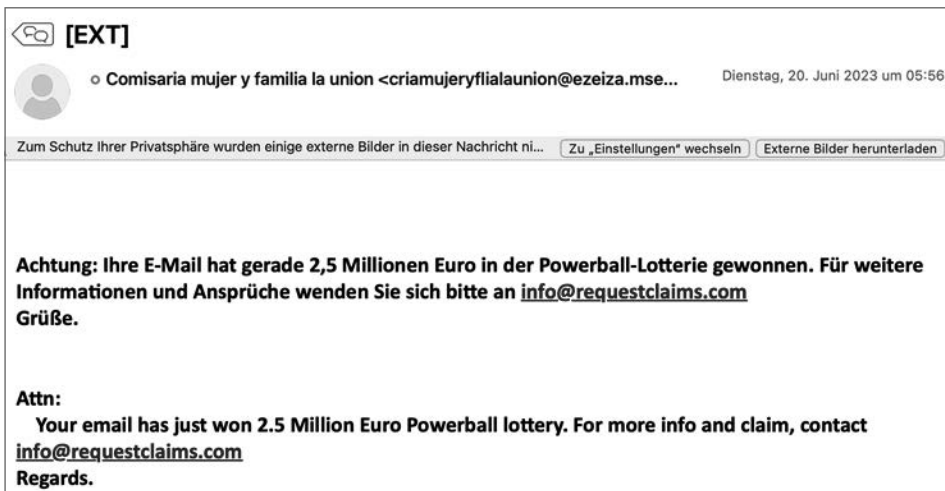 [EXT]
Comisaria mujer y familia la union <criamujeryflialaunion@ezeiza.mse...
Dienstag, 20. Juni 2023 um 05:56
Zum Schutz Ihrer Privatsphäre wurden einige externe Bilder in dieser Nachricht ni...
Zu „Einstellungen“ wechseln
Externe Bilder herunterladen
Achtung: Ihre E-Mail hat gerade 2,5 Millionen Euro in der Powerball-Lotterie gewonnen. Für weitere
Informationen und Ansprüche wenden Sie sich bitte an info@requestclaims.com
Grüße.
Attn:
Your email has just won 2.5 Million Euro Powerball lottery. For more info and claim, contact
info@requestclaims.com
Regards.